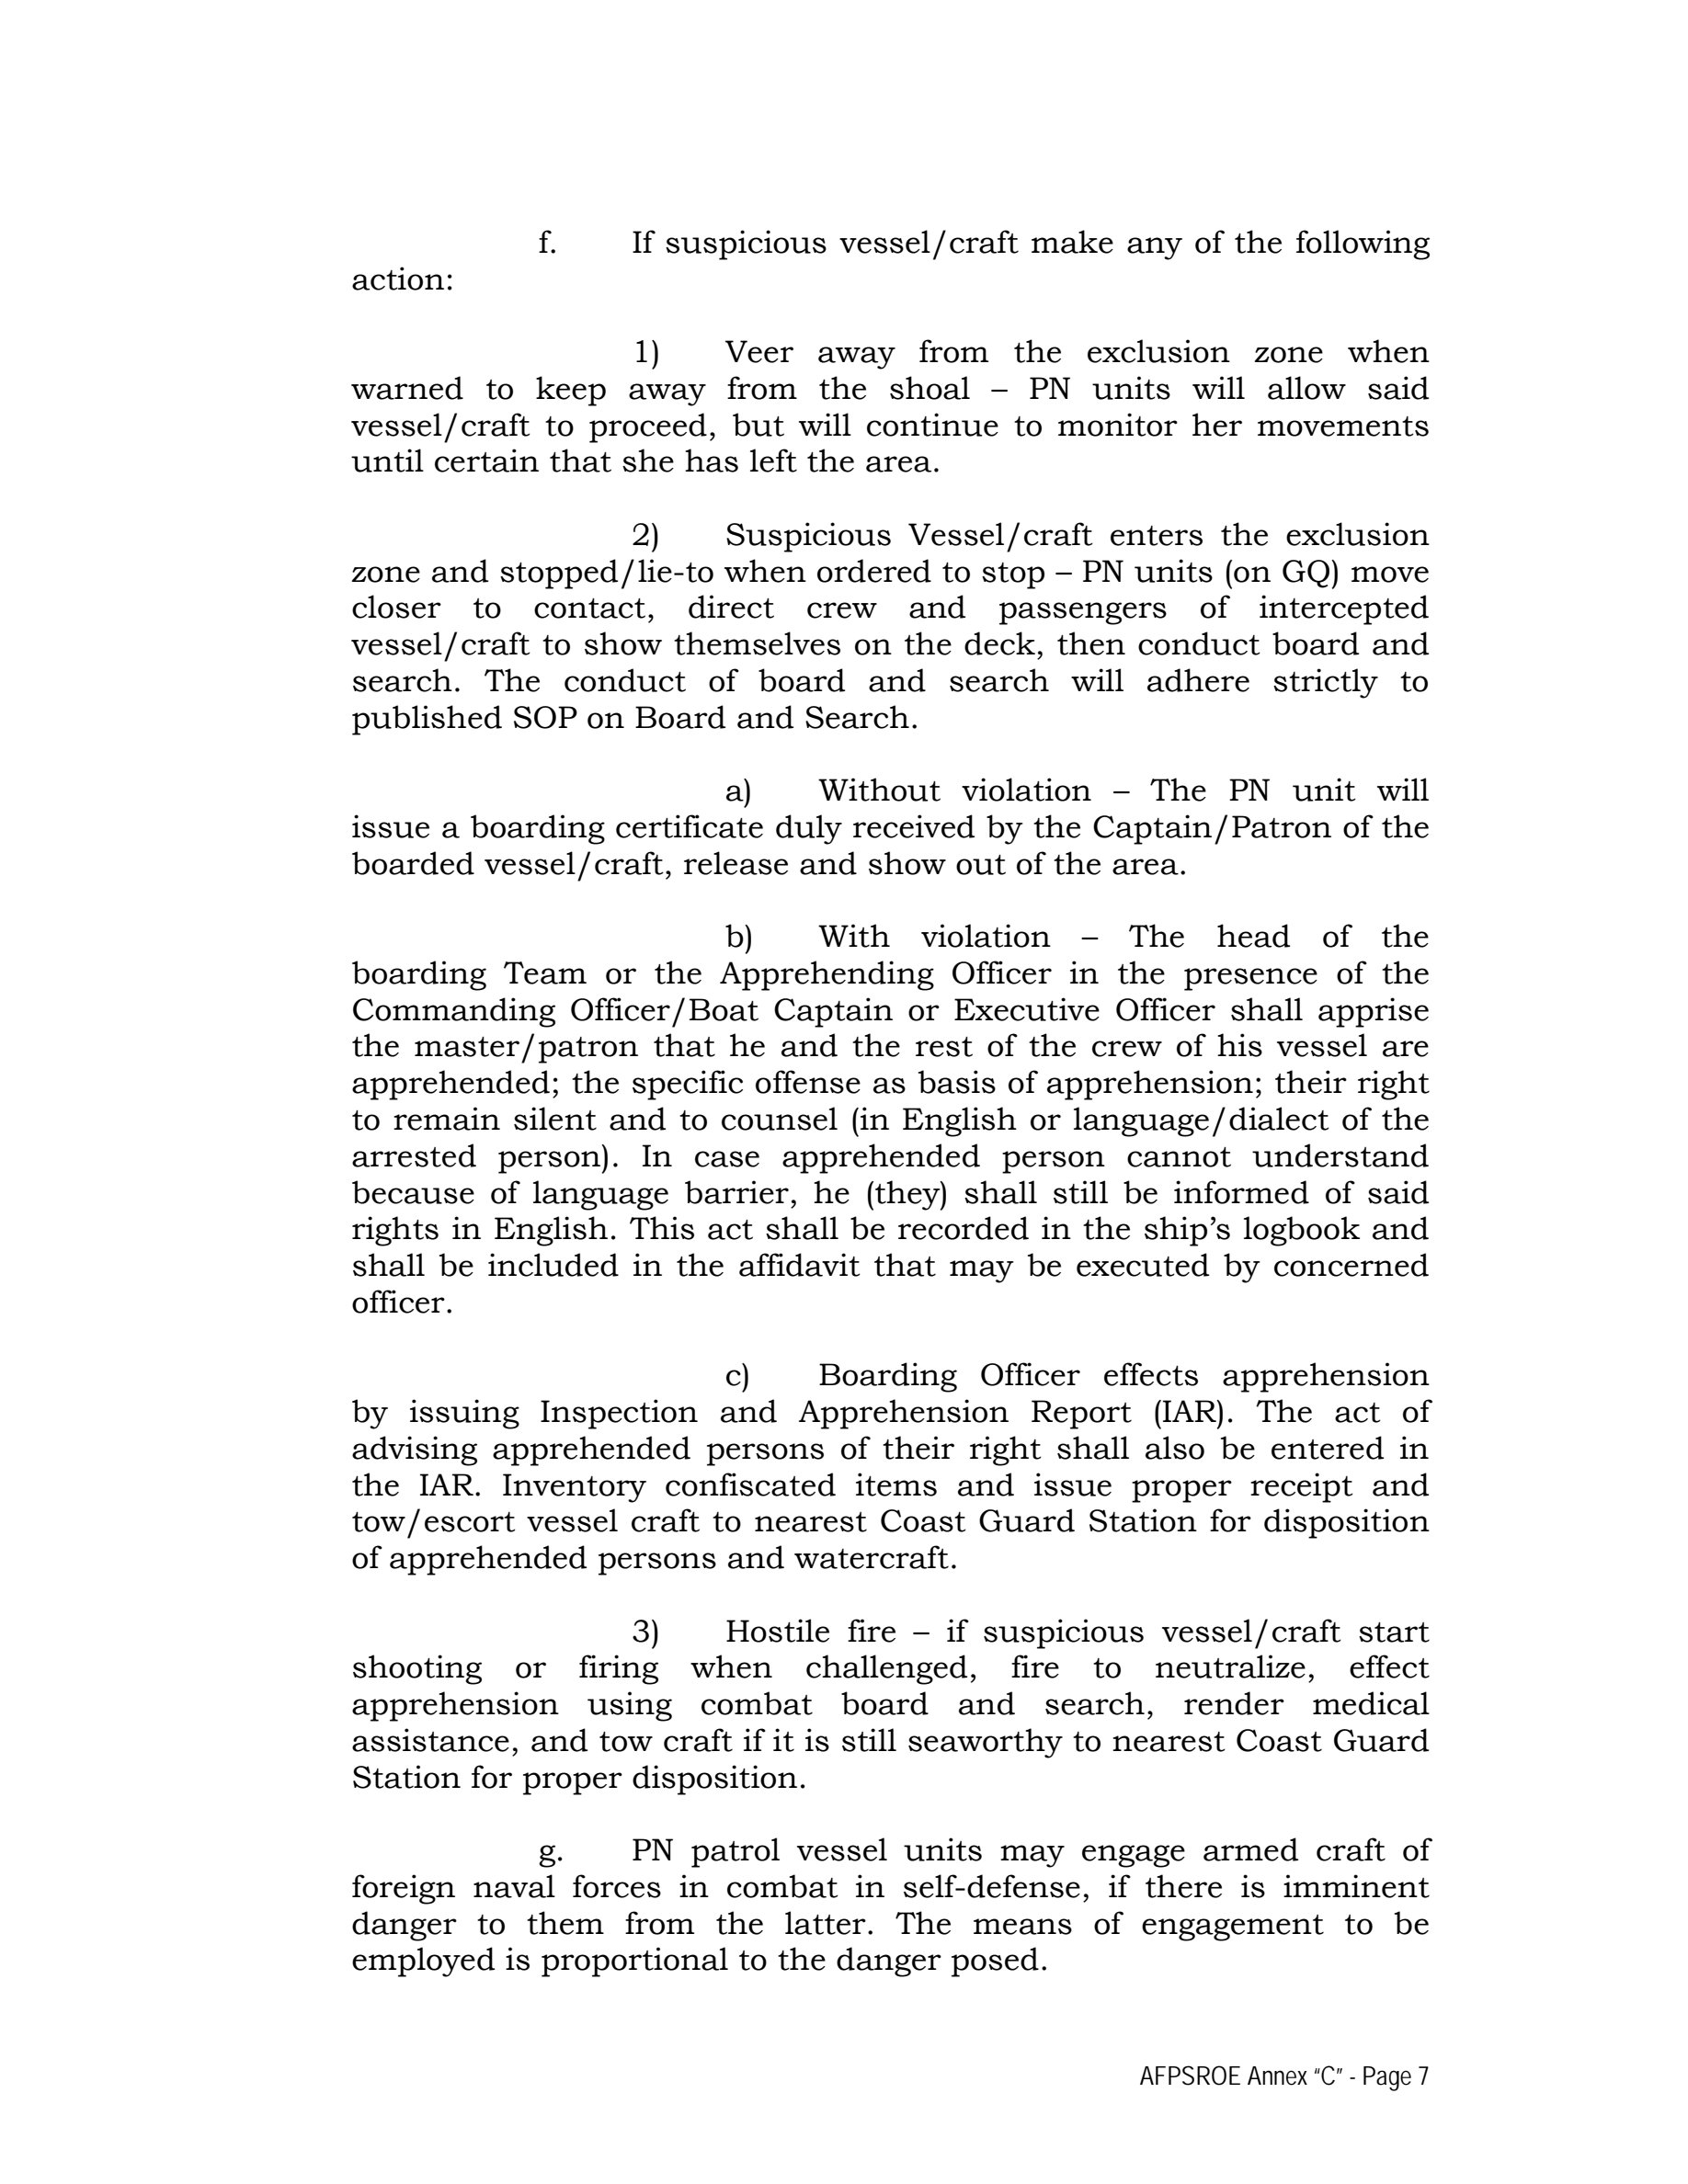 f. If suspicious vessel/craft make any of the following
action:
1) Veer away from the exclusion zone when
warned to keep away from the shoal – PN units will allow said
vessel/craft to proceed, but will continue to monitor her movements
until certain that she has left the area.
2) Suspicious Vessel/craft enters the exclusion
zone and stopped/lie-to when ordered to stop – PN units (on GQ) move
closer to contact, direct crew and passengers of intercepted
vessel/craft to show themselves on the deck, then conduct board and
search. The conduct of board and search will adhere strictly to
published SOP on Board and Search.
a) Without violation – The PN unit will
issue a boarding certificate duly received by the Captain/Patron of the
boarded vessel/craft, release and show out of the area.
b) With violation – The head of the
boarding Team or the Apprehending Officer in the presence of the
Commanding Officer/Boat Captain or Executive Officer shall apprise
the master/patron that he and the rest of the crew of his vessel are
apprehended; the specific offense as basis of apprehension; their right
to remain silent and to counsel (in English or language/dialect of the
arrested person). In case apprehended person cannot understand
because of language barrier, he (they) shall still be informed of said
rights in English. This act shall be recorded in the ship’s logbook and
shall be included in the affidavit that may be executed by concerned
officer.
c) Boarding Officer effects apprehension
by issuing Inspection and Apprehension Report (IAR). The act of
advising apprehended persons of their right shall also be entered in
the IAR. Inventory confiscated items and issue proper receipt and
tow/escort vessel craft to nearest Coast Guard Station for disposition
of apprehended persons and watercraft.
3) Hostile fire – if suspicious vessel/craft start
shooting or firing when challenged, fire to neutralize, effect
apprehension using combat board and search, render medical
assistance, and tow craft if it is still seaworthy to nearest Coast Guard
Station for proper disposition.
g. PN patrol vessel units may engage armed craft of
foreign naval forces in combat in self-defense, if there is imminent
danger to them from the latter. The means of engagement to be
employed is proportional to the danger posed.
AFPSROE Annex “C” - Page 7